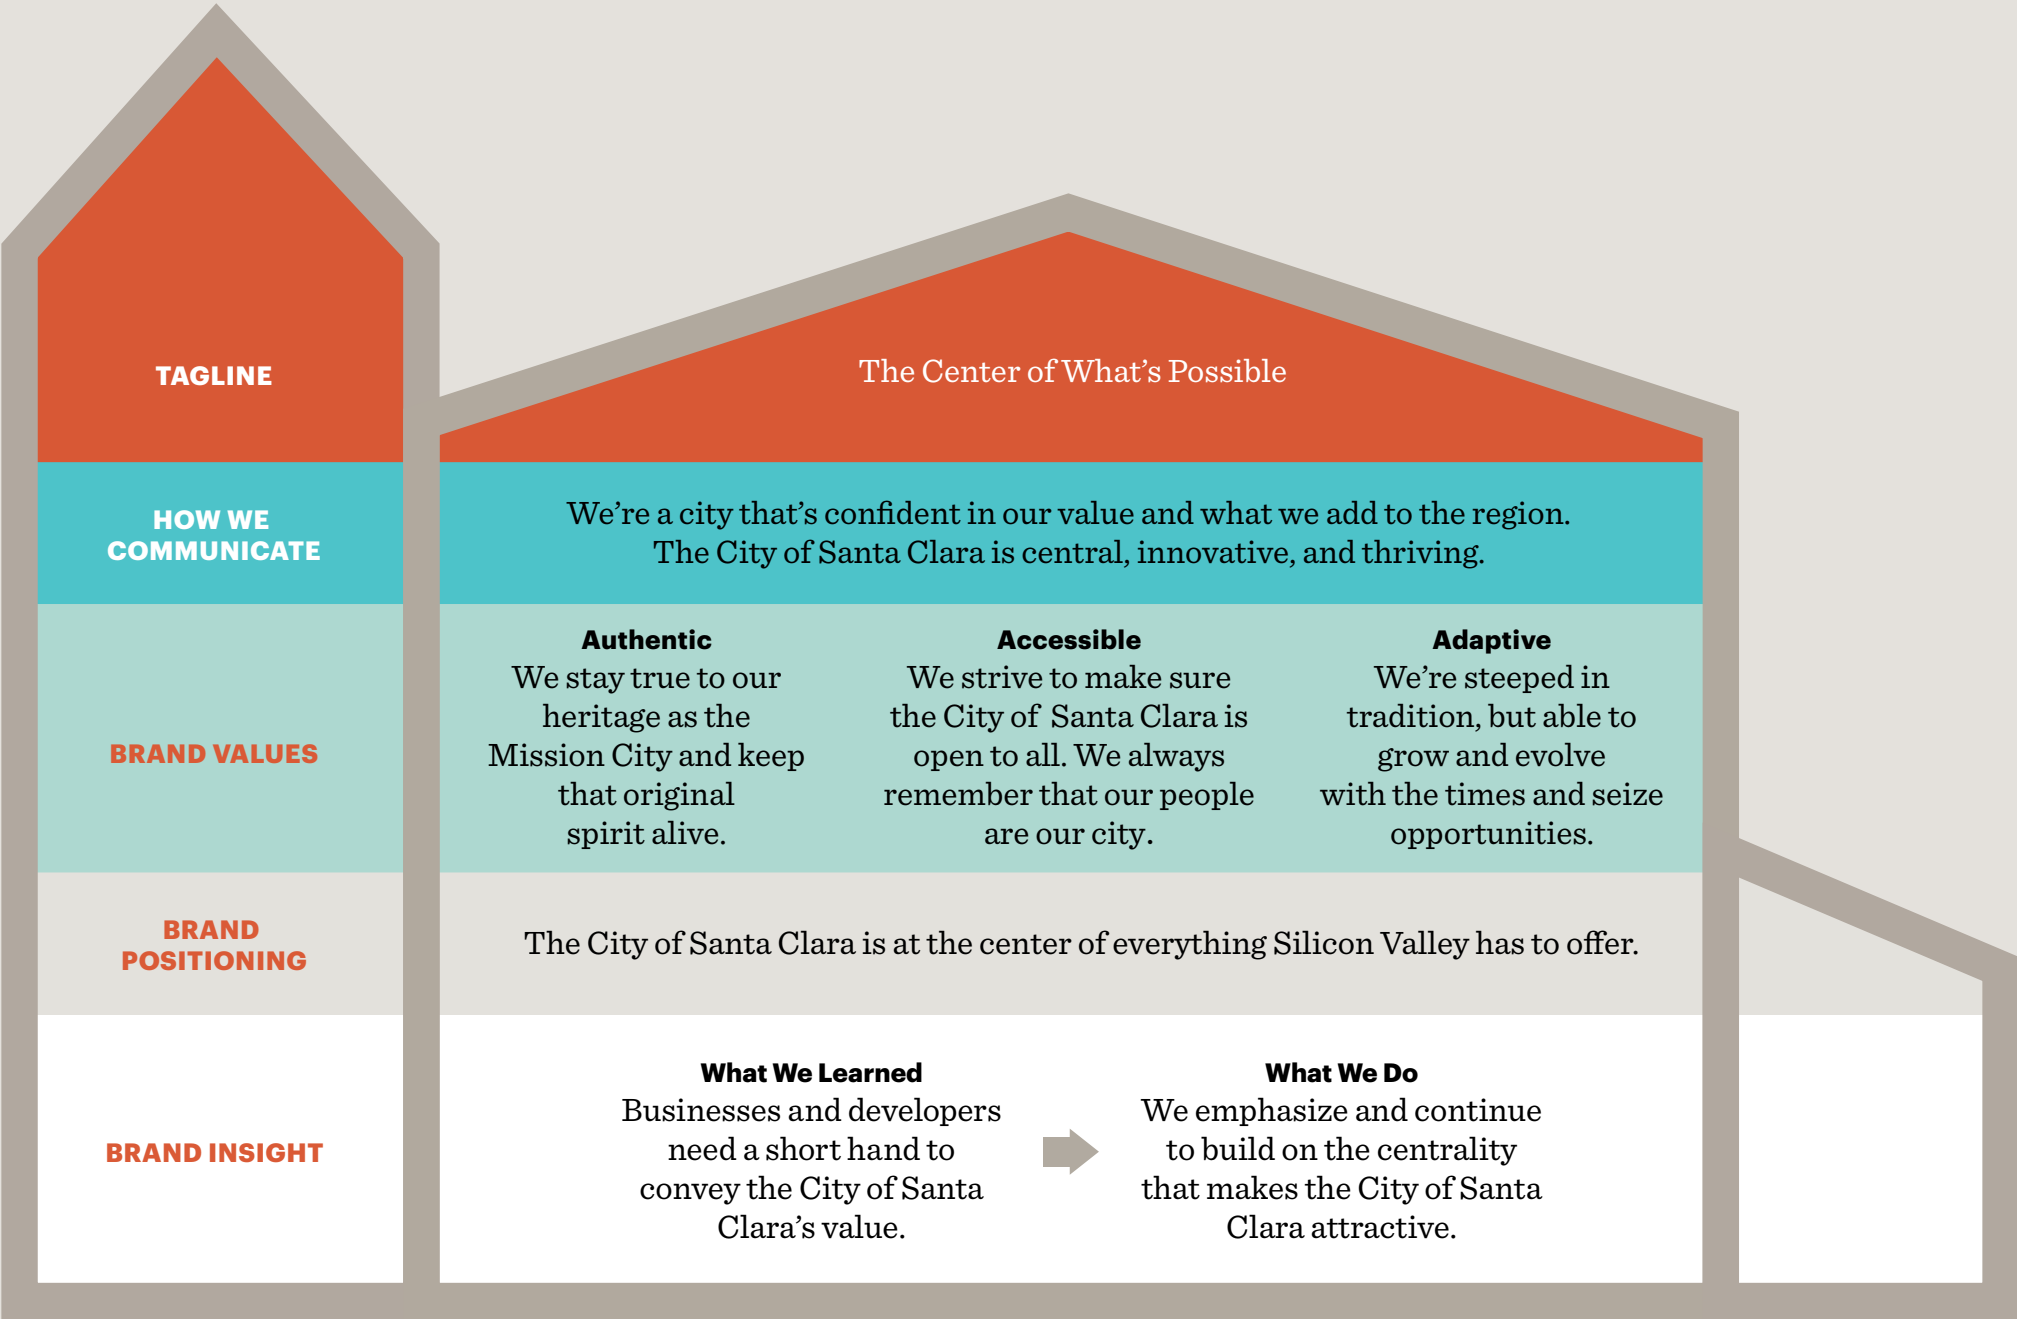 TAGLINE
The Center of What's Possible
HOW WE
COMMUNICATE
We're a city that's confident in our value and what we add to the region.
The City of Santa Clara is central, innovative, and thriving.
BRAND VALUES
Authentic
We stay true to our
heritage as the
Mission City and keep
that original
spirit alive.
Accessible
We strive to make sure
the City of Santa Clara is
open to all. We always
remember that our people
are our city.
Adaptive
We're steeped in
tradition, but able to
grow and evolve
with the times and seize
opportunities.
BRAND
POSITIONING
The City of Santa Clara is at the center of everything Silicon Valley has to offer.
BRAND INSIGHT
What We Learned
Businesses and developers
need a short hand to
convey the City of Santa
Clara's value.
What We Do
We emphasize and continue
to build on the centrality
that makes the City of Santa
Clara attractive.